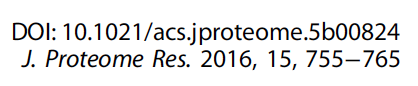 DOI: 10.1021/acs.jproteome.5b00824
J. Proteome Res. 2016, 15, 755−765